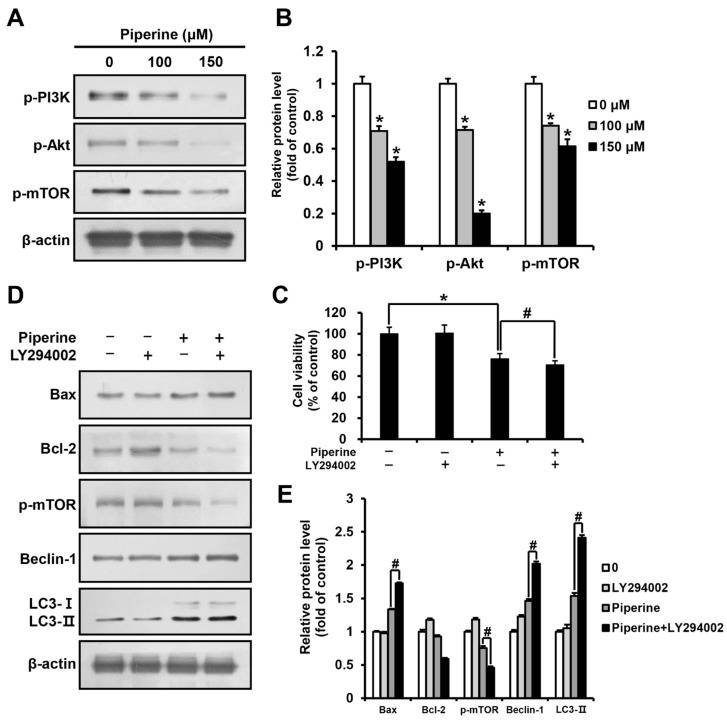 A
Piperine (μM)
0 100 150
p-PI3K
p-Akt
p-mTOR
β-actin
B
Relative protein level
(fold of control)
1.2
1
0.8
0.6
0.4
0.2
0
* * * * * *
p-PI3K p-Akt p-mTOR
0 μM
100 μM
150 μM
D
Piperine − − + +
LY294002 − + − +
Bax
Bcl-2
p-mTOR
Beclin-1
LC3-Ⅰ
LC3-Ⅱ
β-actin
C
Cell viability
(% of control)
120
100
80
60
40
20
0
* #
Piperine − − + +
LY294002 − + − +
E
Relative protein level
(fold of control)
3
2.5
2
1.5
1
0.5
0
# # # #
Bax Bcl-2 p-mTOR Beclin-1 LC3-Ⅱ
0
LY294002
Piperine
Piperine+LY294002